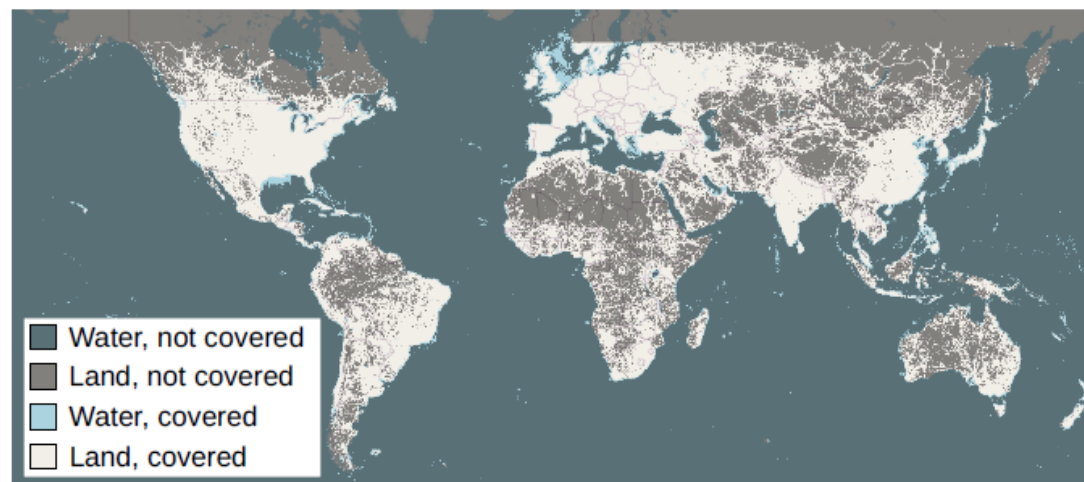 Water, not covered
Land, not covered
Water, covered
Land, covered